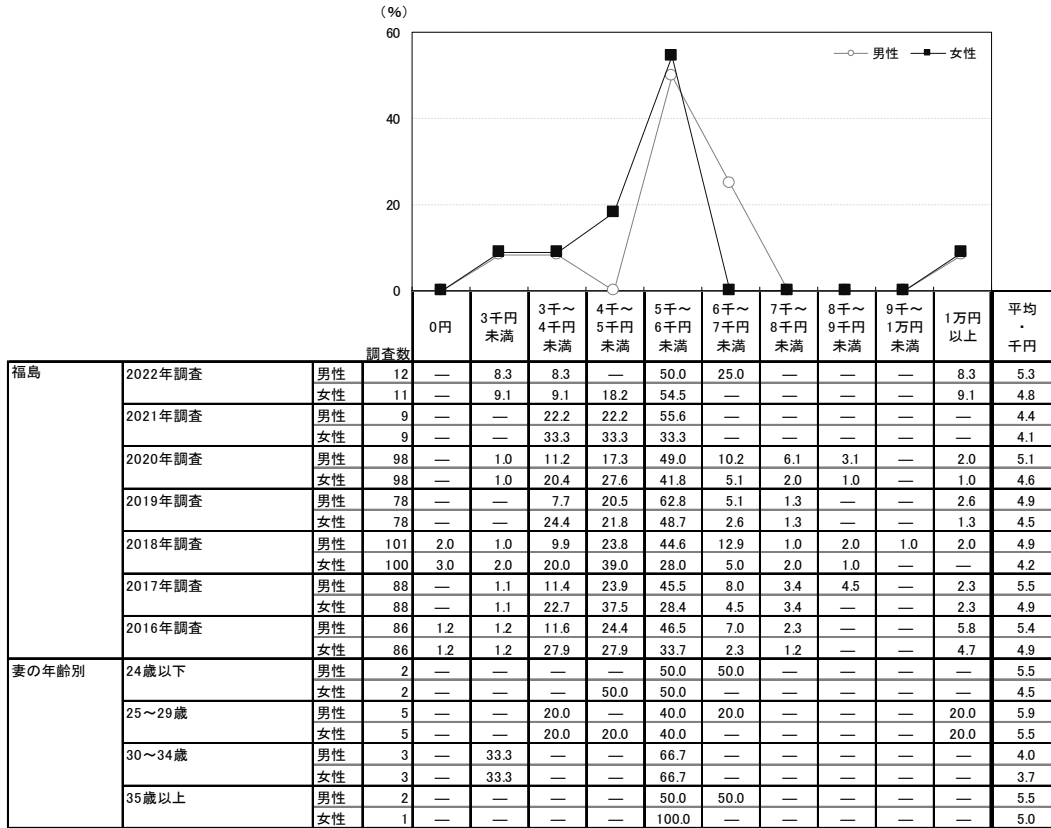 （%）
60
40
20
0
男性 女性
調査数 0円 3千円未満 3千～4千円未満 4千～5千円未満 5千～6千円未満 6千～7千円未満 7千～8千円未満 8千～9千円未満 9千～1万円未満 1万円以上 平均・千円
福島 2022年調査 男性 12 — 8.3 8.3 — 50.0 25.0 — — — 8.3 5.3
女性 11 — 9.1 9.1 18.2 54.5 — — — — 9.1 4.8
2021年調査 男性 9 — — 22.2 22.2 55.6 — — — — — 4.4
女性 9 — — 33.3 33.3 33.3 — — — — — 4.1
2020年調査 男性 98 — 1.0 11.2 17.3 49.0 10.2 6.1 3.1 — 2.0 5.1
女性 98 — 1.0 20.4 27.6 41.8 5.1 2.0 1.0 — 1.0 4.6
2019年調査 男性 78 — — 7.7 20.5 62.8 5.1 1.3 — — 2.6 4.9
女性 78 — — 24.4 21.8 48.7 2.6 1.3 — — 1.3 4.5
2018年調査 男性 101 2.0 1.0 9.9 23.8 44.6 12.9 1.0 2.0 1.0 2.0 4.9
女性 100 3.0 2.0 20.0 39.0 28.0 5.0 2.0 1.0 — — 4.2
2017年調査 男性 88 — 1.1 11.4 23.9 45.5 8.0 3.4 4.5 — 2.3 5.5
女性 88 — 1.1 22.7 37.5 28.4 4.5 3.4 — — 2.3 4.9
2016年調査 男性 86 1.2 1.2 11.6 24.4 46.5 7.0 2.3 — — 5.8 5.4
女性 86 1.2 1.2 27.9 27.9 33.7 2.3 1.2 — — 4.7 4.9
妻の年齢別 24歳以下 男性 2 — — — — 50.0 50.0 — — — — 5.5
女性 2 — — — 50.0 50.0 — — — — — 4.5
25～29歳 男性 5 — — 20.0 — 40.0 20.0 — — — 20.0 5.9
女性 5 — — 20.0 20.0 40.0 — — — — 20.0 5.5
30～34歳 男性 3 — 33.3 — — 66.7 — — — — — 4.0
女性 3 — 33.3 — — 66.7 — — — — — 3.7
35歳以上 男性 2 — — — — 50.0 50.0 — — — — 5.5
女性 1 — — — — 100.0 — — — — — 5.0